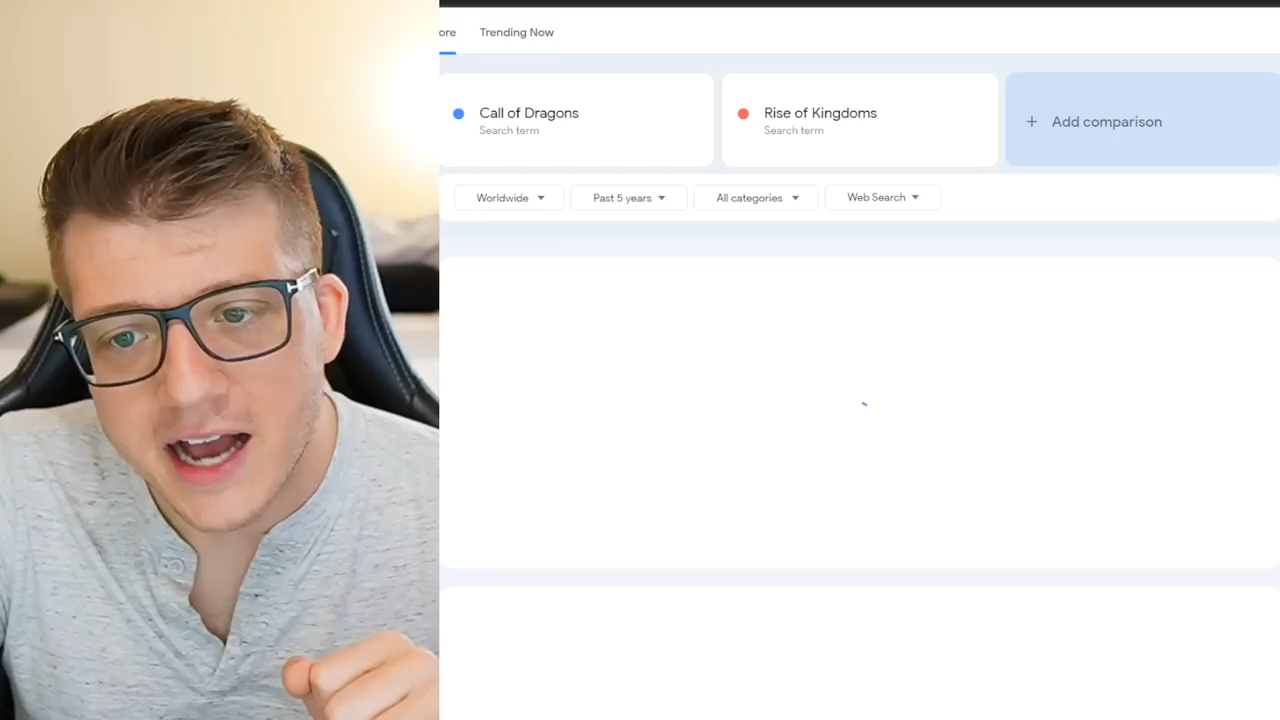 ore Trending Now
Call of Dragons
Search term
Rise of Kingdoms
Search term
+ Add comparison
Worldwide Past 5 years All categories Web Search